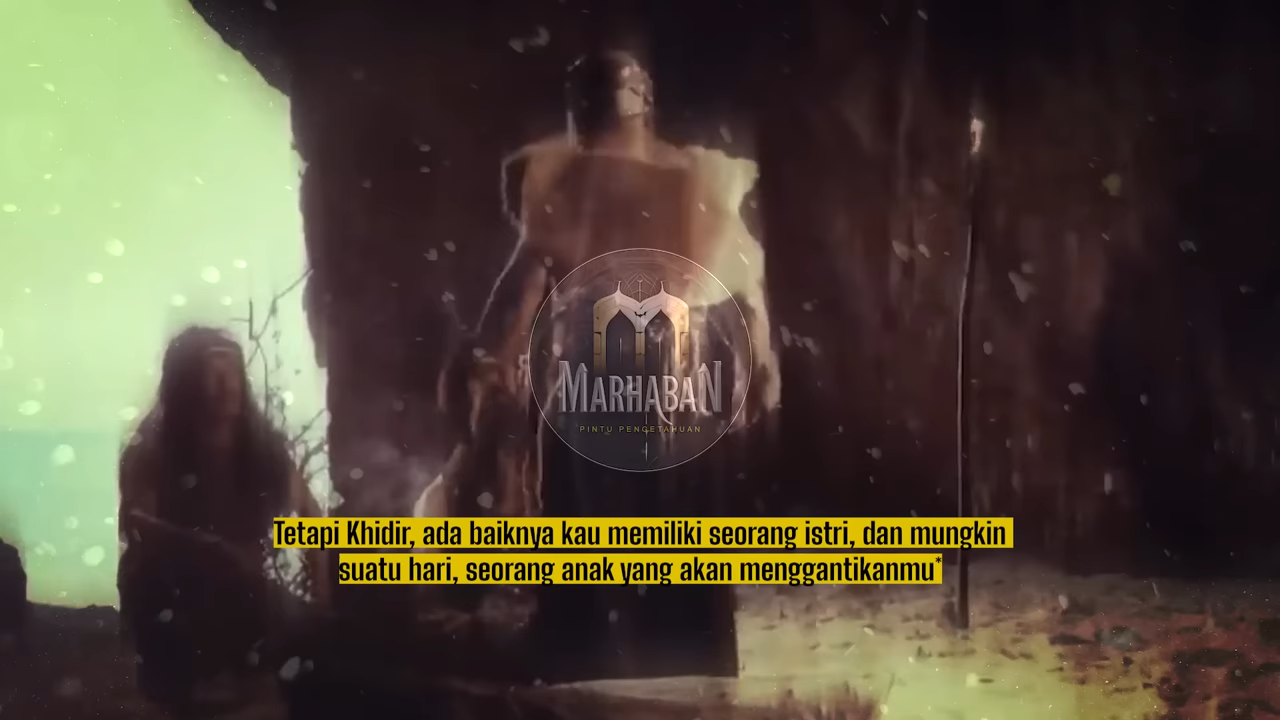 MARHABAN
PINTU PENGETAHUAN
Tetapi Khidir, ada baiknya kau memiliki seorang istri, dan mungkin
suatu hari, seorang anak yang akan menggantikanmu*